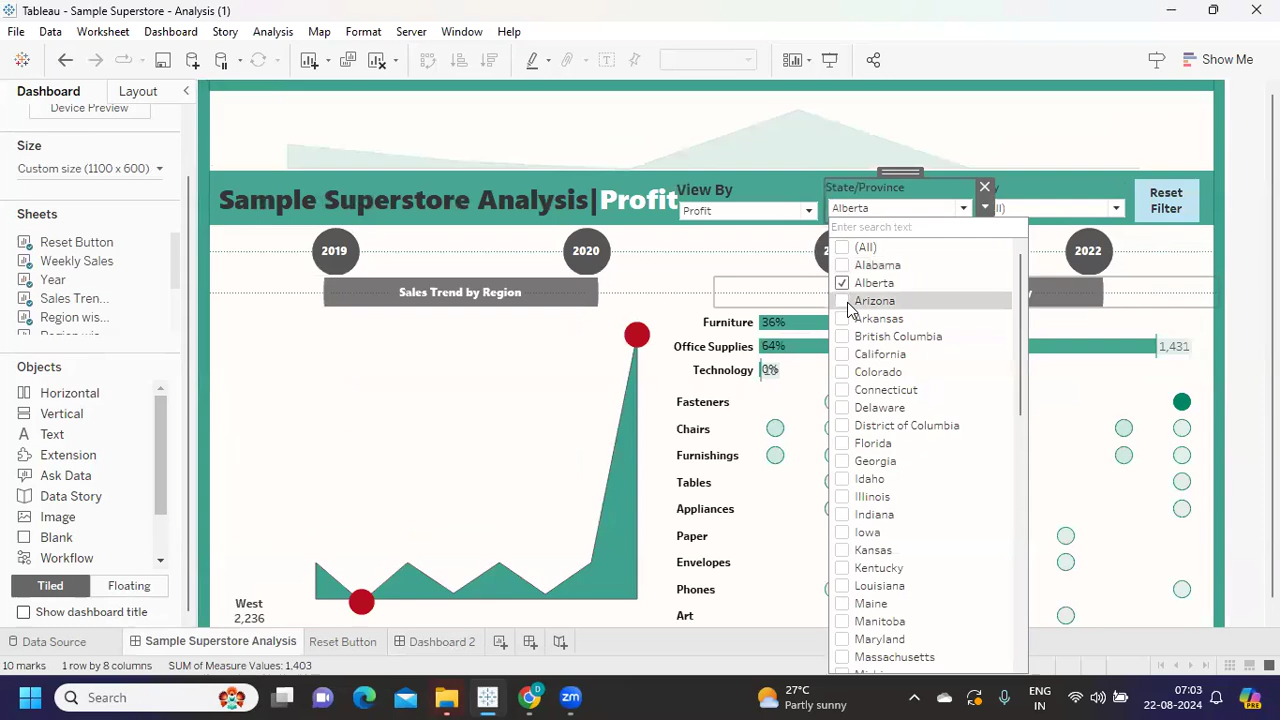 Tableau - Sample Superstore - Analysis (1)
File Data Worksheet Dashboard Story Analysis Map Format Server Window Help
Show Me
Dashboard Layout
Device Preview
Size
Custom size (1100 x 600)
Sheets
Reset Button
Weekly Sales
Year
Sales Tren...
Region wis...
Objects
Horizontal
Vertical
Text
Extension
Ask Data
Data Story
Image
Blank
Workflow
Tiled Floating
Show dashboard title
Sample Superstore Analysis|Profit
View By
Profit
State/Province
Alberta
Reset
Filter
2019 2020 2022
Sales Trend by Region
Enter search text
(All)
Alabama
Alberta
Arizona
Arkansas
British Columbia
California
Colorado
Connecticut
Delaware
District of Columbia
Florida
Georgia
Idaho
Illinois
Indiana
Iowa
Kansas
Kentucky
Louisiana
Maine
Manitoba
Maryland
Massachusetts
Furniture 36%
Office Supplies 64% 1,431
Technology 0%
Fasteners
Chairs
Furnishings
Tables
Appliances
Paper
Envelopes
Phones
Art
West
2,236
Data Source Sample Superstore Analysis Reset Button Dashboard 2
10 marks 1 row by 8 columns SUM of Measure Values: 1,403
Search
27°C
Partly sunny
ENG
IN
07:03
22-08-2024
PRE